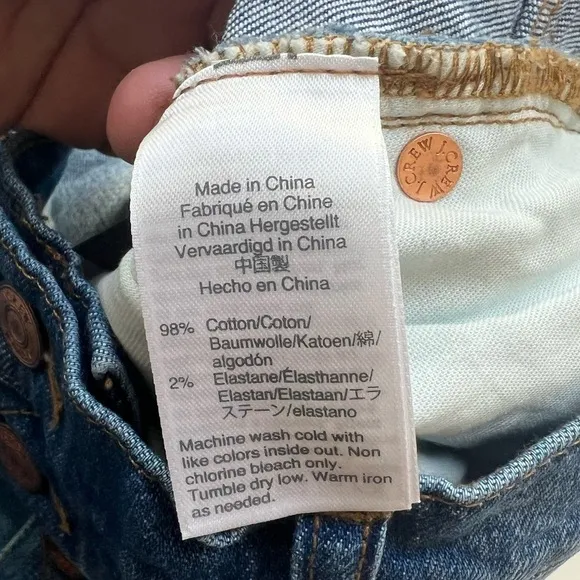 Made in China
Fabriqué en Chine
in China Hergestellt
Vervaardigd in China
中国製
Hecho en China
98% Cotton/Coton/
Baumwolle/Katoen/綿/
algodón
2% Elastane/Élasthanne/
Elastan/Elastaan/エラ
ステーン/elastano
Machine wash cold with
like colors inside out. Non
chlorine bleach only.
Tumble dry low. Warm iron
as needed.
J.CREW J.CREW